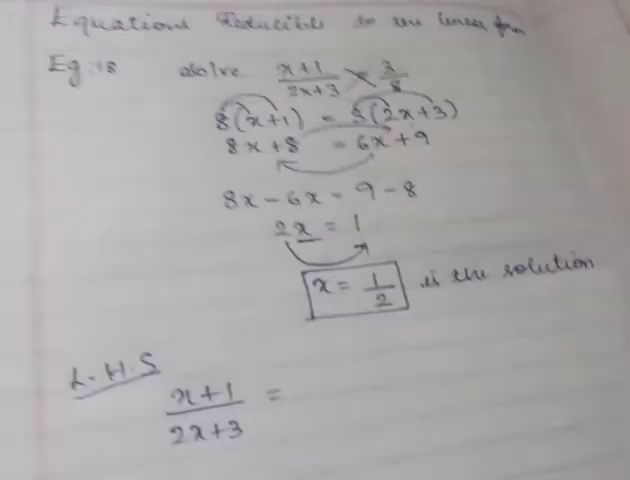 Equations Reducible to the linear form
Eg:18 solve x+1/2x+3 = 3/8
8(x+1) = 3(2x+3)
8x+8 = 6x+9
8x-6x = 9-8
2x = 1
x = 1/2 is the solution
L.H.S
x+1/2x+3 =